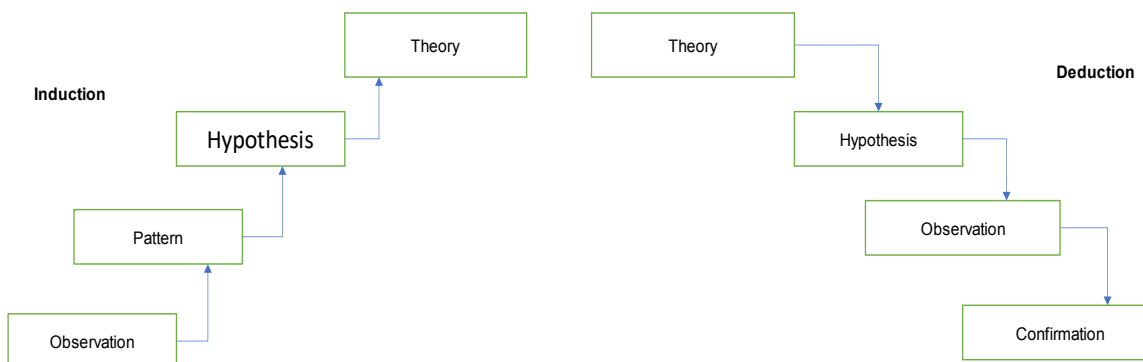 Theory
Theory
Induction
Deduction
Hypothesis
Hypothesis
Pattern
Observation
Observation
Confirmation